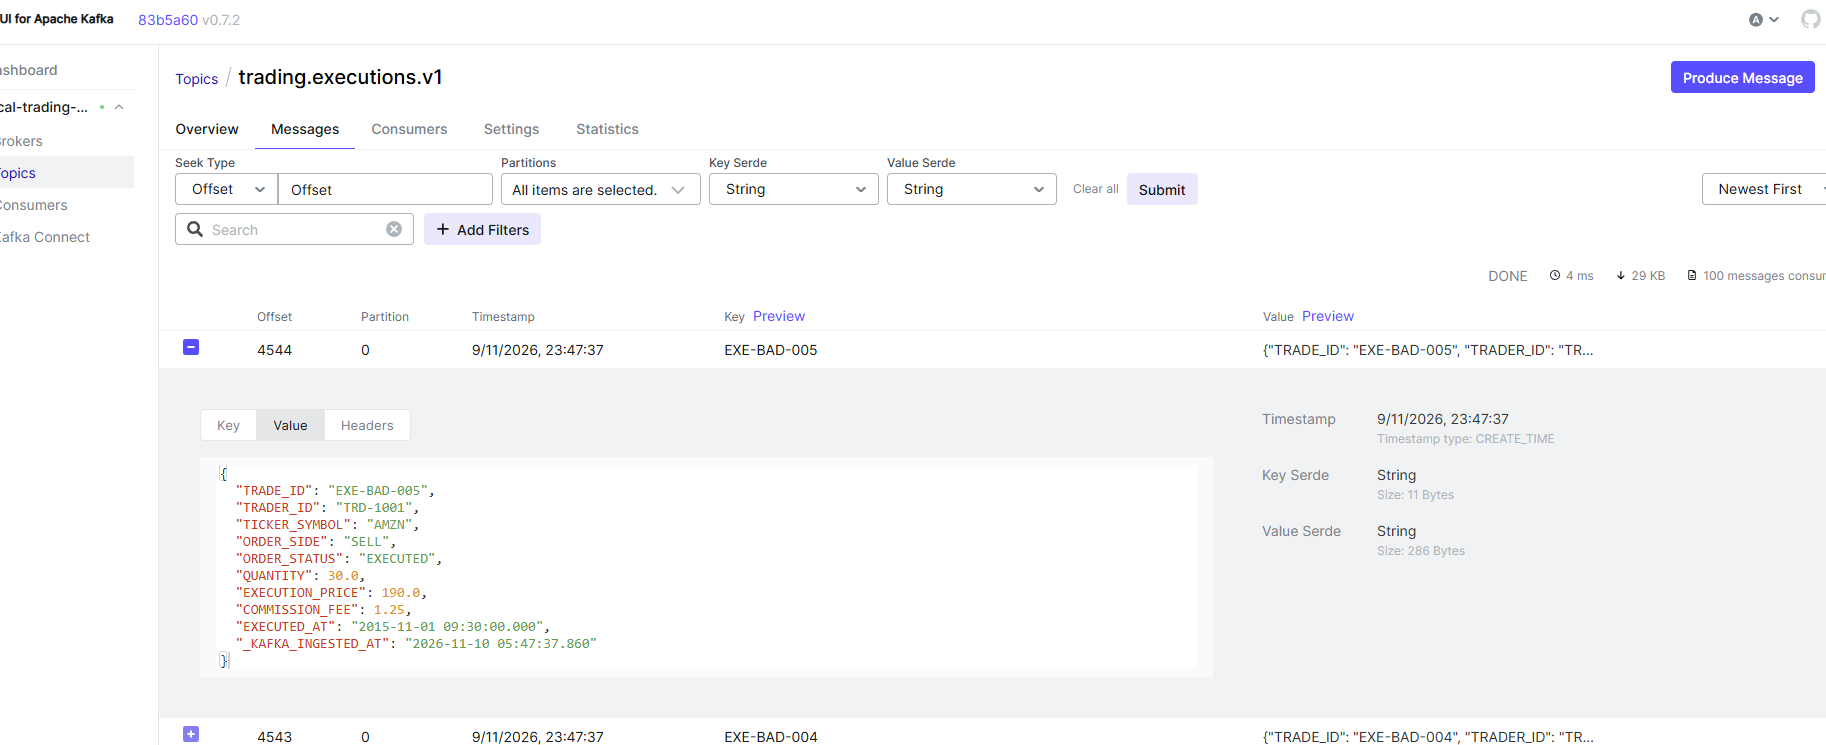 UI for Apache Kafka 83b5a60 v0.7.2 A
Topics / trading.executions.v1
Produce Message
Overview Messages Consumers Settings Statistics
Seek Type Partitions Key Serde Value Serde
Offset Offset All items are selected. String String Clear all Submit Newest First
Search + Add Filters
DONE 4 ms 29 KB 100 messages consum
Offset Partition Timestamp Key Preview Value Preview
4544 0 9/11/2026, 23:47:37 EXE-BAD-005 {"TRADE_ID": "EXE-BAD-005", "TRADER_ID": "TR...
Key Value Headers
{
"TRADE_ID": "EXE-BAD-005",
"TRADER_ID": "TRD-1001",
"TICKER_SYMBOL": "AMZN",
"ORDER_SIDE": "SELL",
"ORDER_STATUS": "EXECUTED",
"QUANTITY": 30.0,
"EXECUTION_PRICE": 190.0,
"COMMISSION_FEE": 1.25,
"EXECUTED_AT": "2015-11-01 09:30:00.000",
"_KAFKA_INGESTED_AT": "2026-11-10 05:47:37.860"
}
Timestamp 9/11/2026, 23:47:37
Timestamp type: CREATE_TIME
Key Serde String
Size: 11 Bytes
Value Serde String
Size: 286 Bytes
4543 0 9/11/2026, 23:47:37 EXE-BAD-004 {"TRADE_ID": "EXE-BAD-004", "TRADER_ID": "TR...
ashboard
cal-trading-...
rokers
opics
onsumers
afka Connect